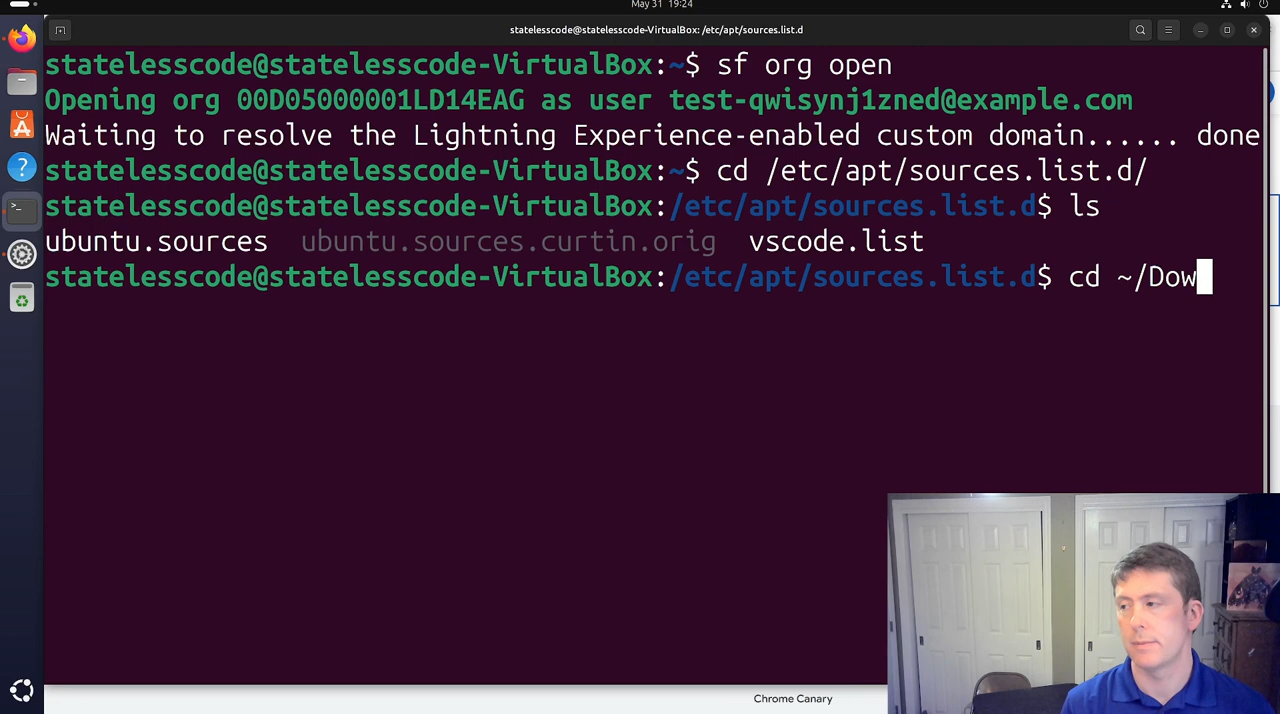 May 31 19:24
statelesscode@statelesscode-VirtualBox: /etc/apt/sources.list.d
statelesscode@statelesscode-VirtualBox:~$ sf org open
Opening org 00D05000001LD14EAG as user test-qwisynj1zned@example.com
Waiting to resolve the Lightning Experience-enabled custom domain...... done
statelesscode@statelesscode-VirtualBox:~$ cd /etc/apt/sources.list.d/
statelesscode@statelesscode-VirtualBox:/etc/apt/sources.list.d$ ls
ubuntu.sources ubuntu.sources.curtin.orig vscode.list
statelesscode@statelesscode-VirtualBox:/etc/apt/sources.list.d$ cd ~/Dow
Chrome Canary